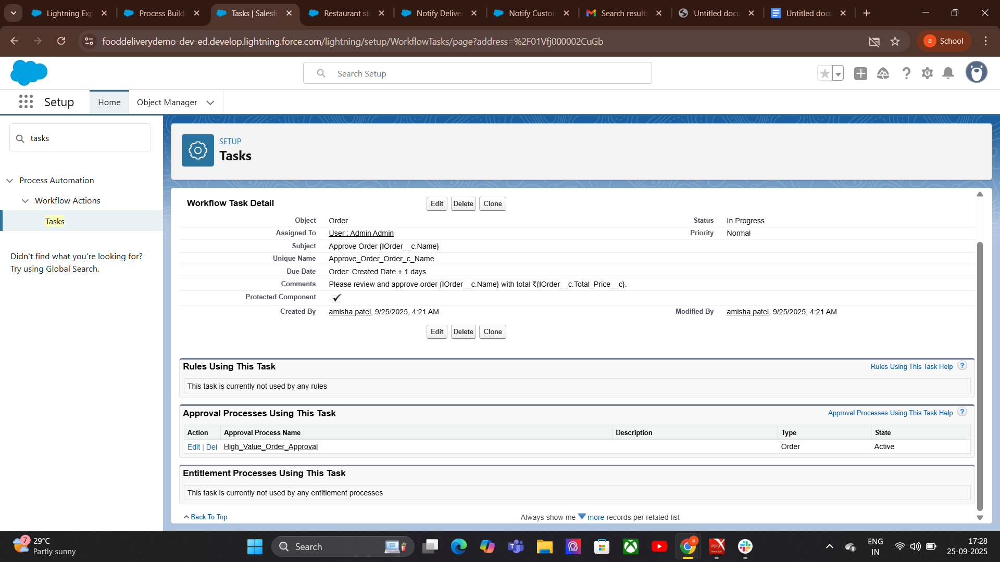 Lightning Exp
Process Build
Tasks | Salesfo
Restaurant st
Notify Deliver
Notify Custon
Search results
Untitled docu
Untitled docu
fooddeliverydemo-dev-ed.develop.lightning.force.com/lightning/setup/WorkflowTasks/page?address=%2F01Vfj000002CuGb
a School
Search Setup
Setup
Home
Object Manager
tasks
Process Automation
Workflow Actions
Tasks
Didn't find what you're looking for?
Try using Global Search.
SETUP
Tasks
Workflow Task Detail
Edit Delete Clone
Object Order Status In Progress
Assigned To User : Admin Admin Priority Normal
Subject Approve Order {!Order__c.Name}
Unique Name Approve_Order_Order_c_Name
Due Date Order: Created Date + 1 days
Comments Please review and approve order {!Order__c.Name} with total ₹{!Order__c.Total_Price__c}.
Protected Component
Created By amisha patel, 9/25/2025, 4:21 AM Modified By amisha patel, 9/25/2025, 4:21 AM
Edit Delete Clone
Rules Using This Task Rules Using This Task Help ?
This task is currently not used by any rules
Approval Processes Using This Task Approval Processes Using This Task Help ?
Action Approval Process Name Description Type State
Edit | Del High_Value_Order_Approval Order Active
Entitlement Processes Using This Task
This task is currently not used by any entitlement processes
Back To Top Always show me more records per related list
7
29°C
Partly sunny
Search
ENG
IN
17:28
25-09-2025